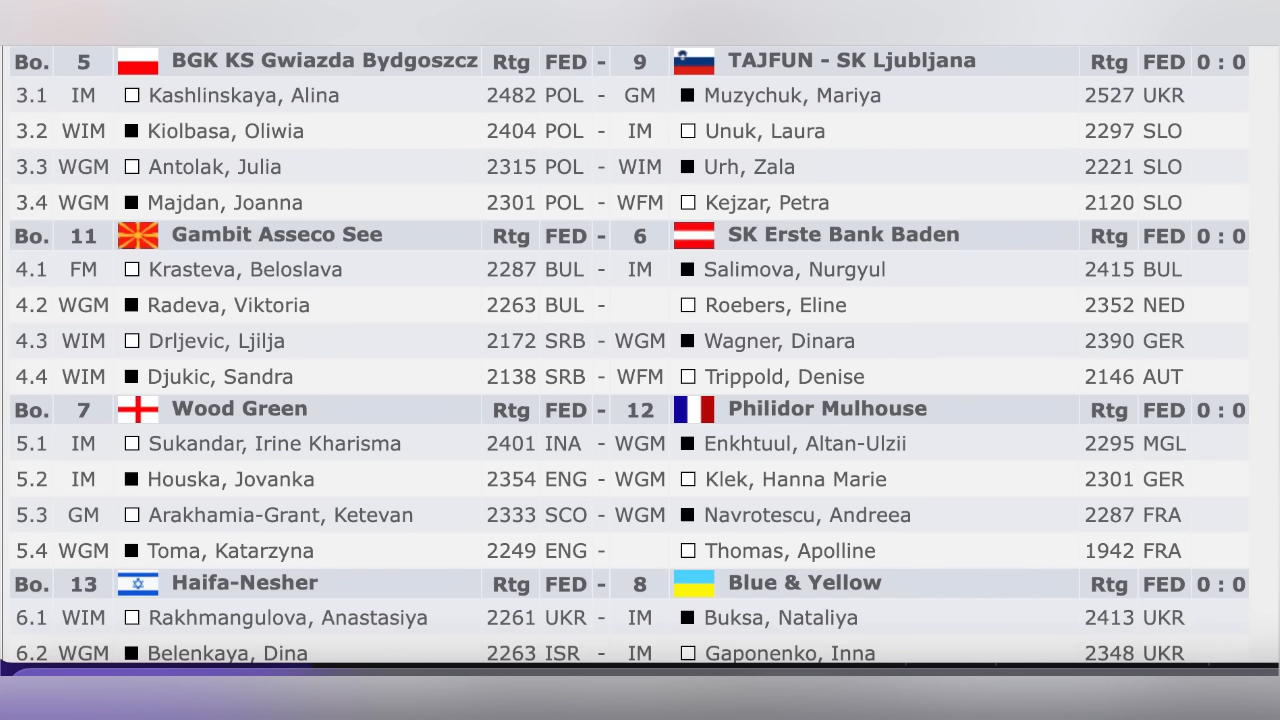 Bo. 5 BGK KS Gwiazda Bydgoszcz Rtg FED - 9 TAJFUN - SK Ljubljana Rtg FED 0 : 0
3.1 IM Kashlinskaya, Alina 2482 POL - GM Muzychuk, Mariya 2527 UKR
3.2 WIM Kiolbasa, Oliwia 2404 POL - IM Unuk, Laura 2297 SLO
3.3 WGM Antolak, Julia 2315 POL - WIM Urh, Zala 2221 SLO
3.4 WGM Majdan, Joanna 2301 POL - WFM Kejzar, Petra 2120 SLO
Bo. 11 Gambit Asseco See Rtg FED - 6 SK Erste Bank Baden Rtg FED 0 : 0
4.1 FM Krasteva, Beloslava 2287 BUL - IM Salimova, Nurgyul 2415 BUL
4.2 WGM Radeva, Viktoria 2263 BUL - Roebers, Eline 2352 NED
4.3 WIM Drljevic, Ljilja 2172 SRB - WGM Wagner, Dinara 2390 GER
4.4 WIM Djukic, Sandra 2138 SRB - WFM Trippold, Denise 2146 AUT
Bo. 7 Wood Green Rtg FED - 12 Philidor Mulhouse Rtg FED 0 : 0
5.1 IM Sukandar, Irine Kharisma 2401 INA - WGM Enkhtuul, Altan-Ulzii 2295 MGL
5.2 IM Houska, Jovanka 2354 ENG - WGM Klek, Hanna Marie 2301 GER
5.3 GM Arakhamia-Grant, Ketevan 2333 SCO - WGM Navrotescu, Andreea 2287 FRA
5.4 WGM Toma, Katarzyna 2249 ENG - Thomas, Apolline 1942 FRA
Bo. 13 Haifa-Nesher Rtg FED - 8 Blue & Yellow Rtg FED 0 : 0
6.1 WIM Rakhmangulova, Anastasiya 2261 UKR - IM Buksa, Nataliya 2413 UKR
6.2 WGM Belenkaya, Dina 2263 ISR - IM Gaponenko, Inna 2348 UKR